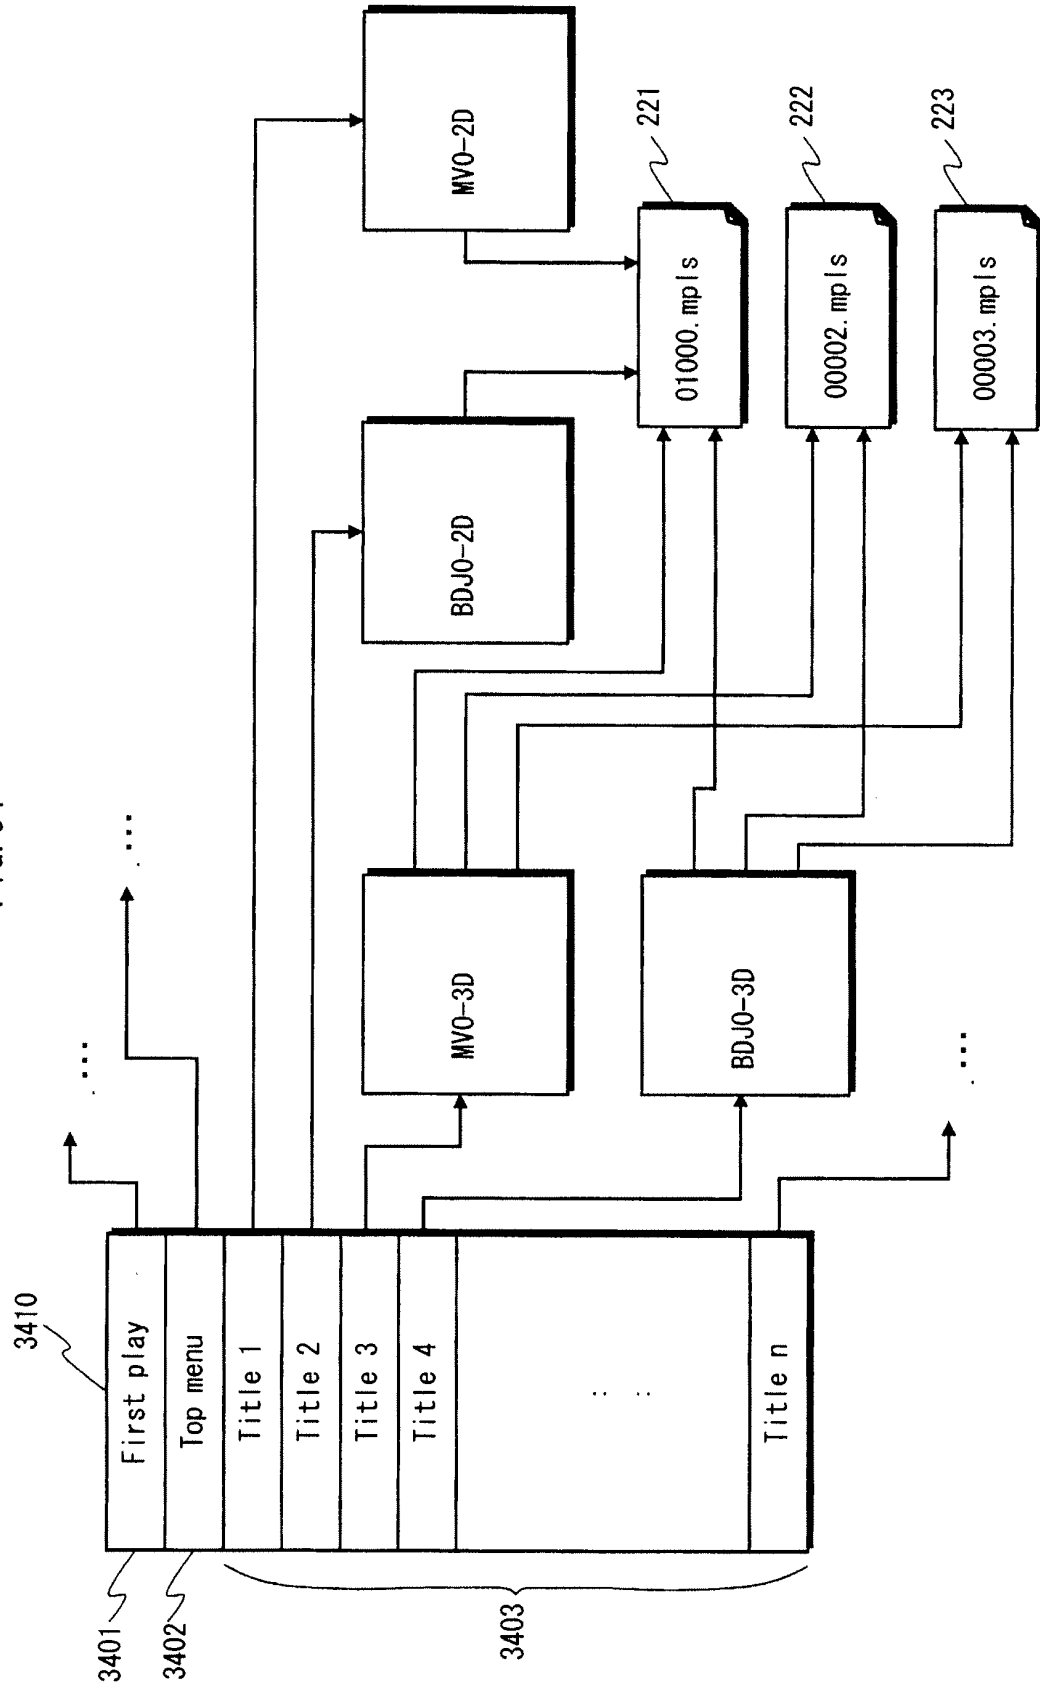 3410
...
...
3401
First play
3402
Top menu
Title 1
Title 2
Title 3
Title 4
: :
Title n
3403
MVO-3D
BDJO-2D
MVO-2D
BDJO-3D
...
01000.mpls
221
00002.mpls
222
00003.mpls
223